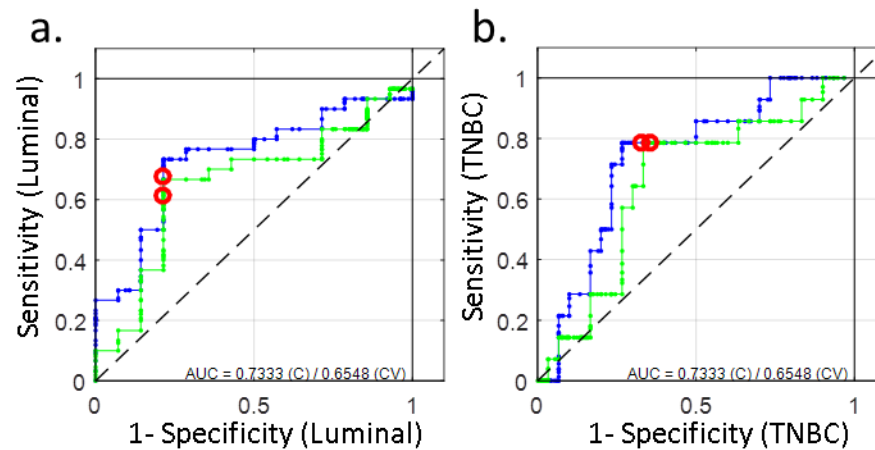 a.
Sensitivity (Luminal)
1
0.8
0.6
0.4
0.2
0
AUC = 0.7333 (C) / 0.6548 (CV)
0
0.5
1
1- Specificity (Luminal)
b.
Sensitivity (TNBC)
1
0.8
0.6
0.4
0.2
0
AUC = 0.7333 (C) / 0.6548 (CV)
0
0.5
1
1- Specificity (TNBC)